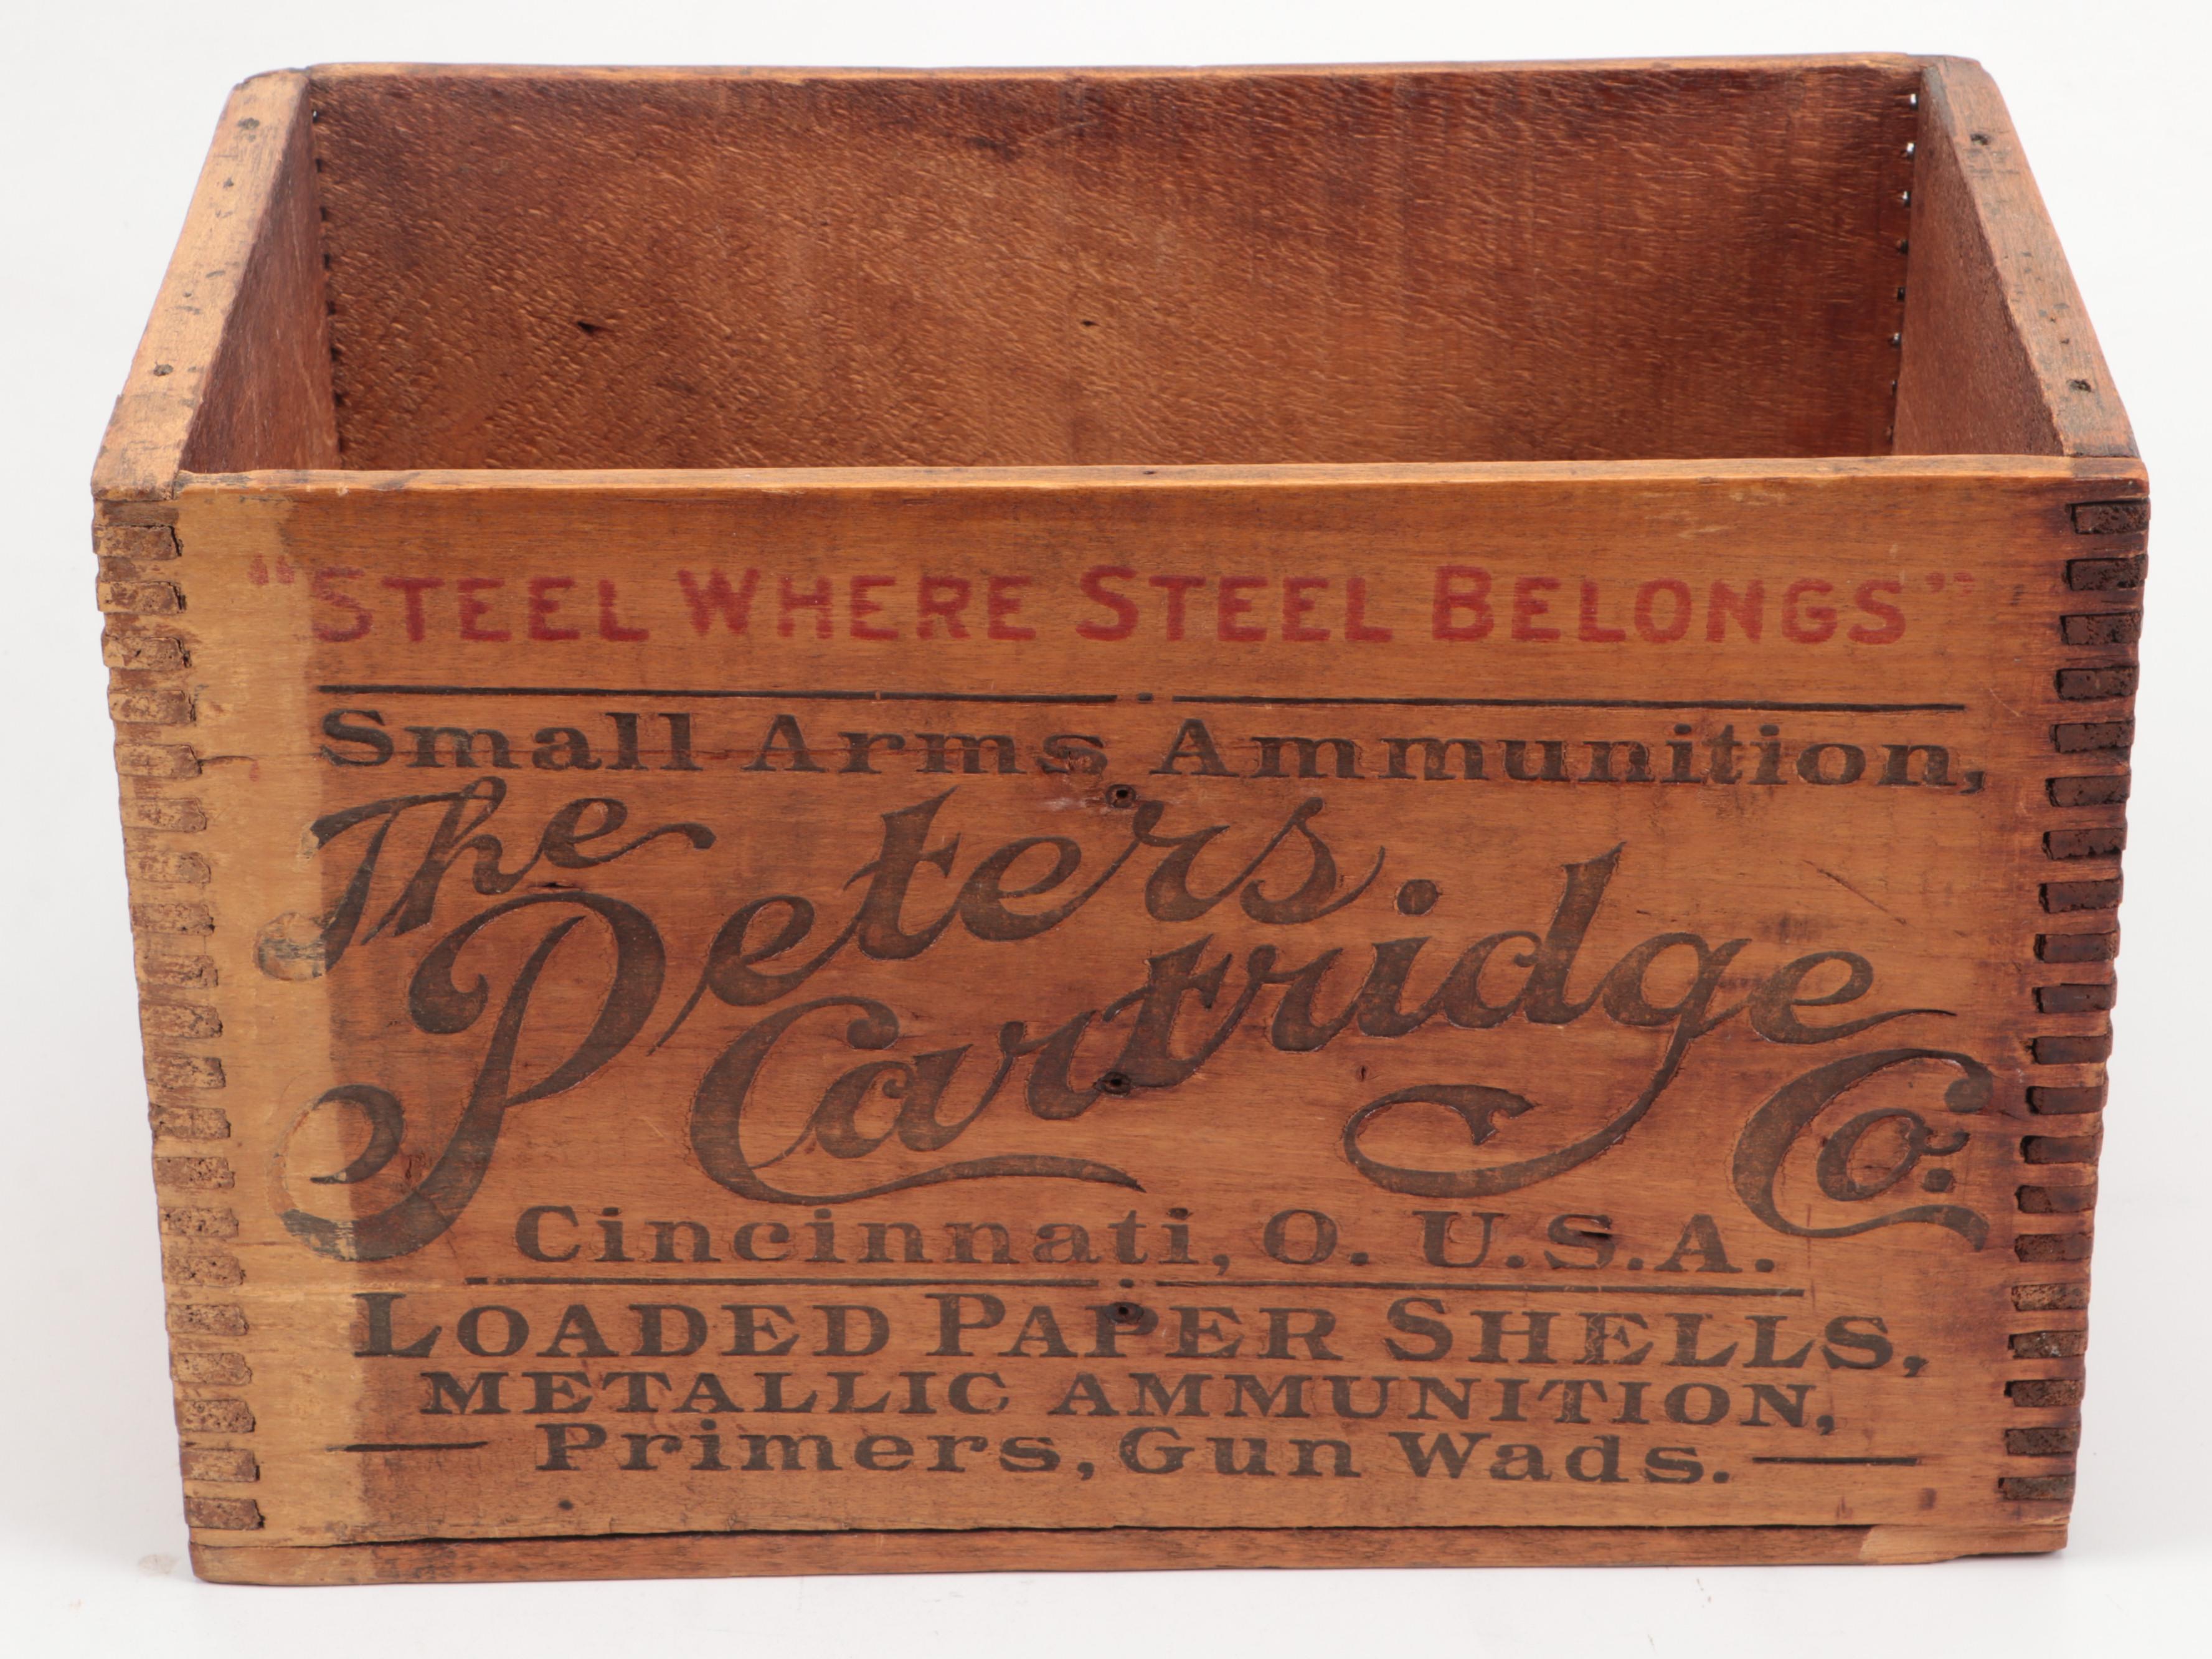 "STEEL WHERE STEEL BELONGS"
Small Arms Ammunition,
The Peters
Cartridge Co.
Cincinnati, O. U.S.A.
LOADED PAPER SHELLS,
METALLIC AMMUNITION,
Primers, Gun Wads.